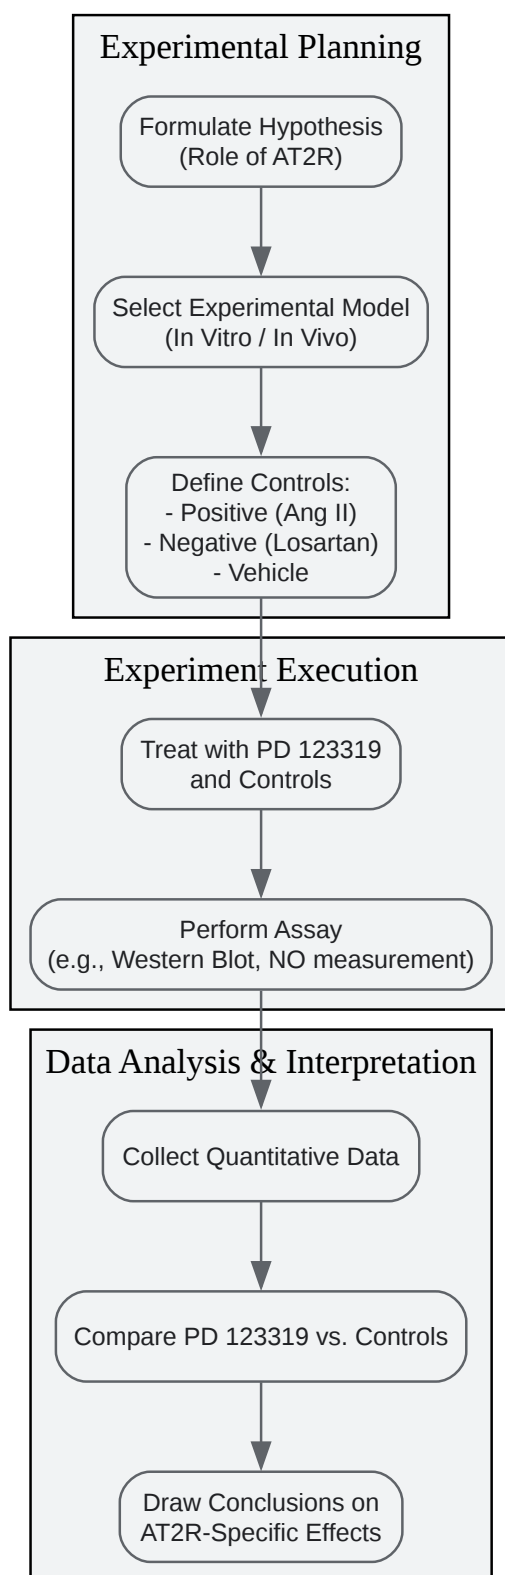 Experimental Planning
Formulate Hypothesis
(Role of AT2R)
Select Experimental Model
(In Vitro / In Vivo)
Define Controls:
- Positive (Ang II)
- Negative (Losartan)
- Vehicle
Experiment Execution
Treat with PD 123319
and Controls
Perform Assay
(e.g., Western Blot, NO measurement)
Data Analysis & Interpretation
Collect Quantitative Data
Compare PD 123319 vs. Controls
Draw Conclusions on
AT2R-Specific Effects